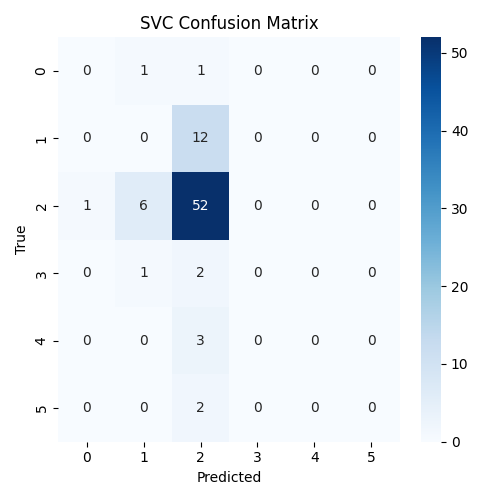 SVC Confusion Matrix
0 0 1 1 0 0 0
1 0 0 12 0 0 0
2 1 6 52 0 0 0
3 0 1 2 0 0 0
4 0 0 3 0 0 0
5 0 0 2 0 0 0
0 1 2 3 4 5
Predicted
True
50
40
30
20
10
0